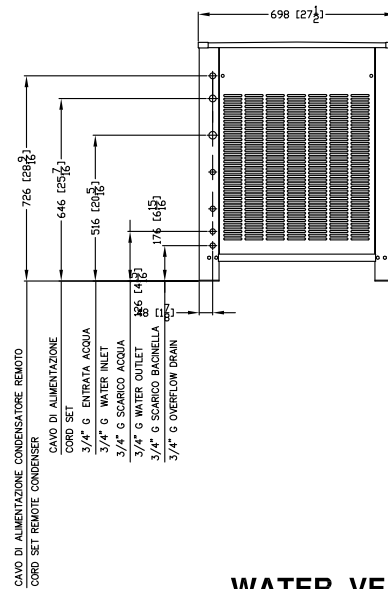 698 [27 1/2]
726 [28 9/16]
646 [25 7/16]
516 [20 5/16]
176 [6 15/16]
126 [4 15/16]
48 [1 7/8]
CAVO DI ALIMENTAZIONE CONDENSATORE REMOTO
CORD SET REMOTE CONDENSER
CAVO DI ALIMENTAZIONE
CORD SET
3/4" G ENTRATA ACQUA
3/4" G WATER INLET
3/4" G SCARICO ACQUA
3/4" G WATER OUTLET
3/4" G SCARICO BACINELLA
3/4" G OVERFLOW DRAIN
WATER VE